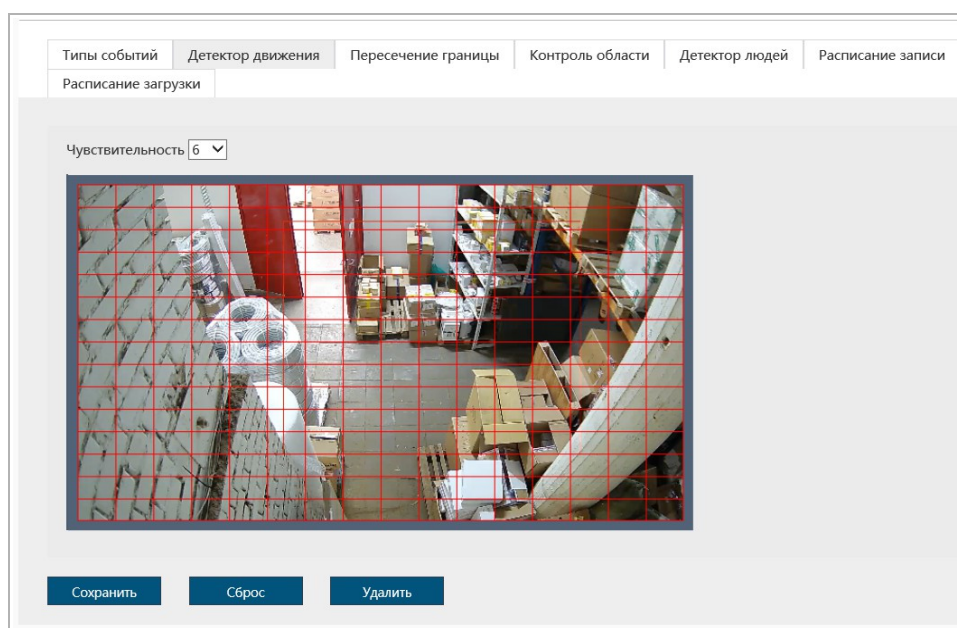 Типы событий Детектор движения Пересечение границы Контроль области Детектор людей Расписание записи
Расписание загрузки
Чувствительность 6
Сохранить Сброс Удалить